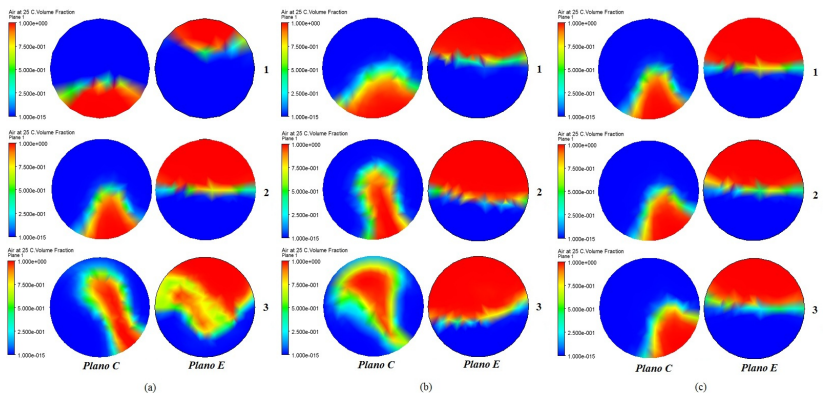 Air at 25 C.Volume Fraction
Plane 1
1.000e+000
7.500e-001
5.000e-001
2.500e-001
1.000e-015
1
Air at 25 C.Volume Fraction
Plane 1
1.000e+000
7.500e-001
5.000e-001
2.500e-001
1.000e-015
2
Air at 25 C.Volume Fraction
Plane 1
1.000e+000
7.500e-001
5.000e-001
2.500e-001
1.000e-015
3
Plano C Plano E
(a)
Air at 25 C.Volume Fraction
Plane 1
1.000e+000
7.500e-001
5.000e-001
2.500e-001
1.000e-015
1
Air at 25 C.Volume Fraction
Plane 1
1.000e+000
7.500e-001
5.000e-001
2.500e-001
1.000e-015
2
Air at 25 C.Volume Fraction
Plane 1
1.000e+000
7.500e-001
5.000e-001
2.500e-001
1.000e-015
3
Plano C Plano E
(b)
Air at 25 C.Volume Fraction
Plane 1
1.000e+000
7.500e-001
5.000e-001
2.500e-001
1.000e-015
1
Air at 25 C.Volume Fraction
Plane 1
1.000e+000
7.500e-001
5.000e-001
2.500e-001
1.000e-015
2
Air at 25 C.Volume Fraction
Plane 1
1.000e+000
7.500e-001
5.000e-001
2.500e-001
1.000e-015
3
Plano C Plano E
(c)